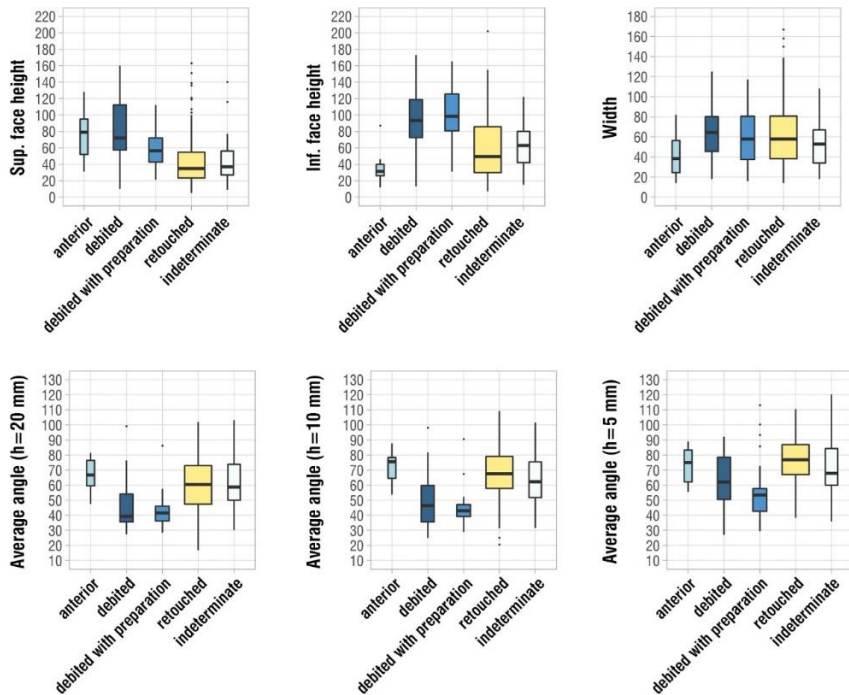 Sup. face height
220
200
180
160
140
120
100
80
60
40
20
0
anterior
debited
debited with preparation
retouched
indeterminate
Inf. face height
220
200
180
160
140
120
100
80
60
40
20
0
anterior
debited
debited with preparation
retouched
indeterminate
Width
220
200
180
160
140
120
100
80
60
40
20
0
anterior
debited
debited with preparation
retouched
indeterminate
Average angle (h=20 mm)
130
120
110
100
90
80
70
60
50
40
30
20
10
anterior
debited
debited with preparation
retouched
indeterminate
Average angle (h=10 mm)
130
120
110
100
90
80
70
60
50
40
30
20
10
anterior
debited
debited with preparation
retouched
indeterminate
Average angle (h=5 mm)
130
120
110
100
90
80
70
60
50
40
30
20
10
anterior
debited
debited with preparation
retouched
indeterminate